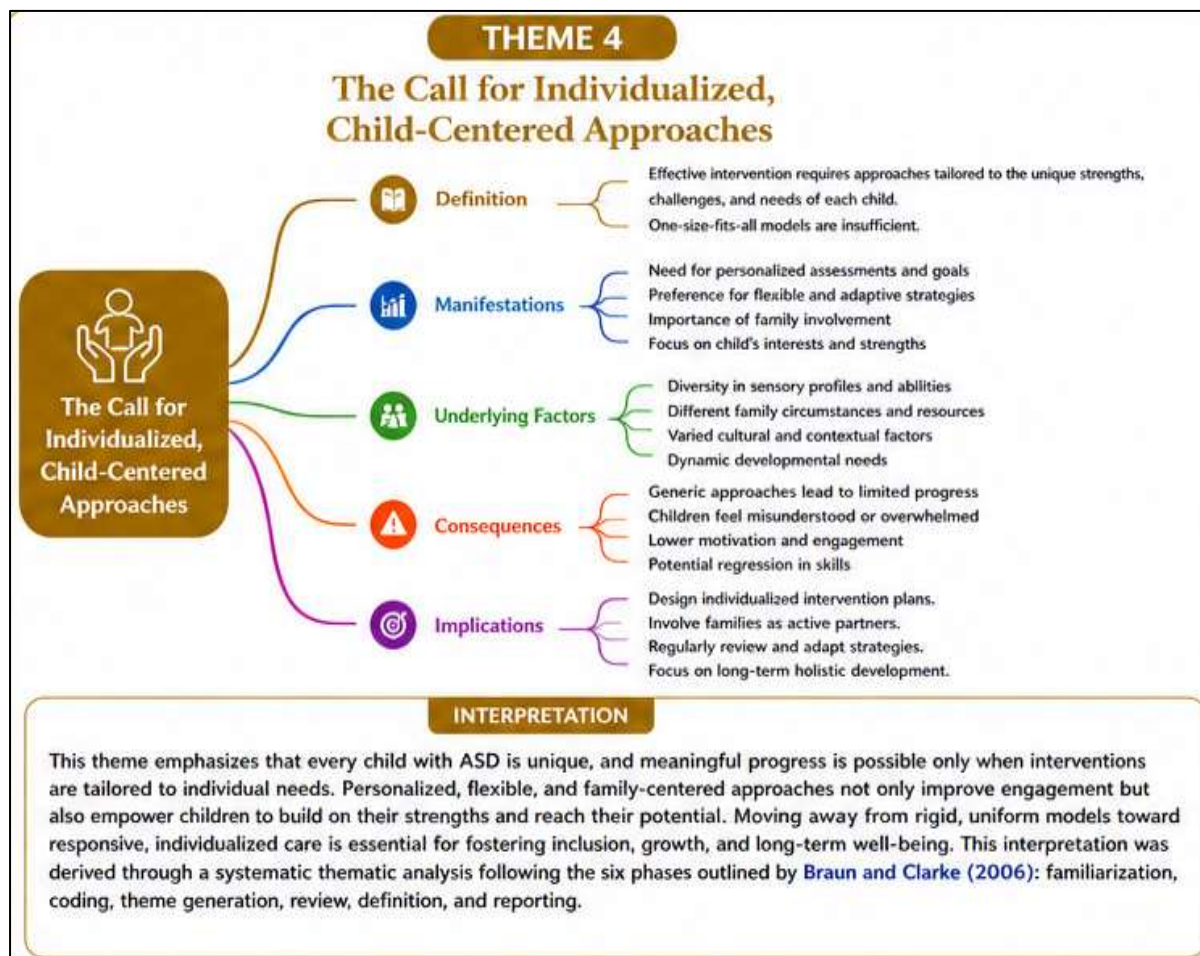 THEME 4
The Call for Individualized,
Child-Centered Approaches
The Call for
Individualized,
Child-Centered
Approaches
Definition
Effective intervention requires approaches tailored to the unique strengths,
challenges, and needs of each child.
One-size-fits-all models are insufficient.
Manifestations
Need for personalized assessments and goals
Preference for flexible and adaptive strategies
Importance of family involvement
Focus on child's interests and strengths
Underlying Factors
Diversity in sensory profiles and abilities
Different family circumstances and resources
Varied cultural and contextual factors
Dynamic developmental needs
Consequences
Generic approaches lead to limited progress
Children feel misunderstood or overwhelmed
Lower motivation and engagement
Potential regression in skills
Implications
Design individualized intervention plans.
Involve families as active partners.
Regularly review and adapt strategies.
Focus on long-term holistic development.
INTERPRETATION
This theme emphasizes that every child with ASD is unique, and meaningful progress is possible only when interventions
are tailored to individual needs. Personalized, flexible, and family-centered approaches not only improve engagement but
also empower children to build on their strengths and reach their potential. Moving away from rigid, uniform models toward
responsive, individualized care is essential for fostering inclusion, growth, and long-term well-being. This interpretation was
derived through a systematic thematic analysis following the six phases outlined by Braun and Clarke (2006): familiarization,
coding, theme generation, review, definition, and reporting.